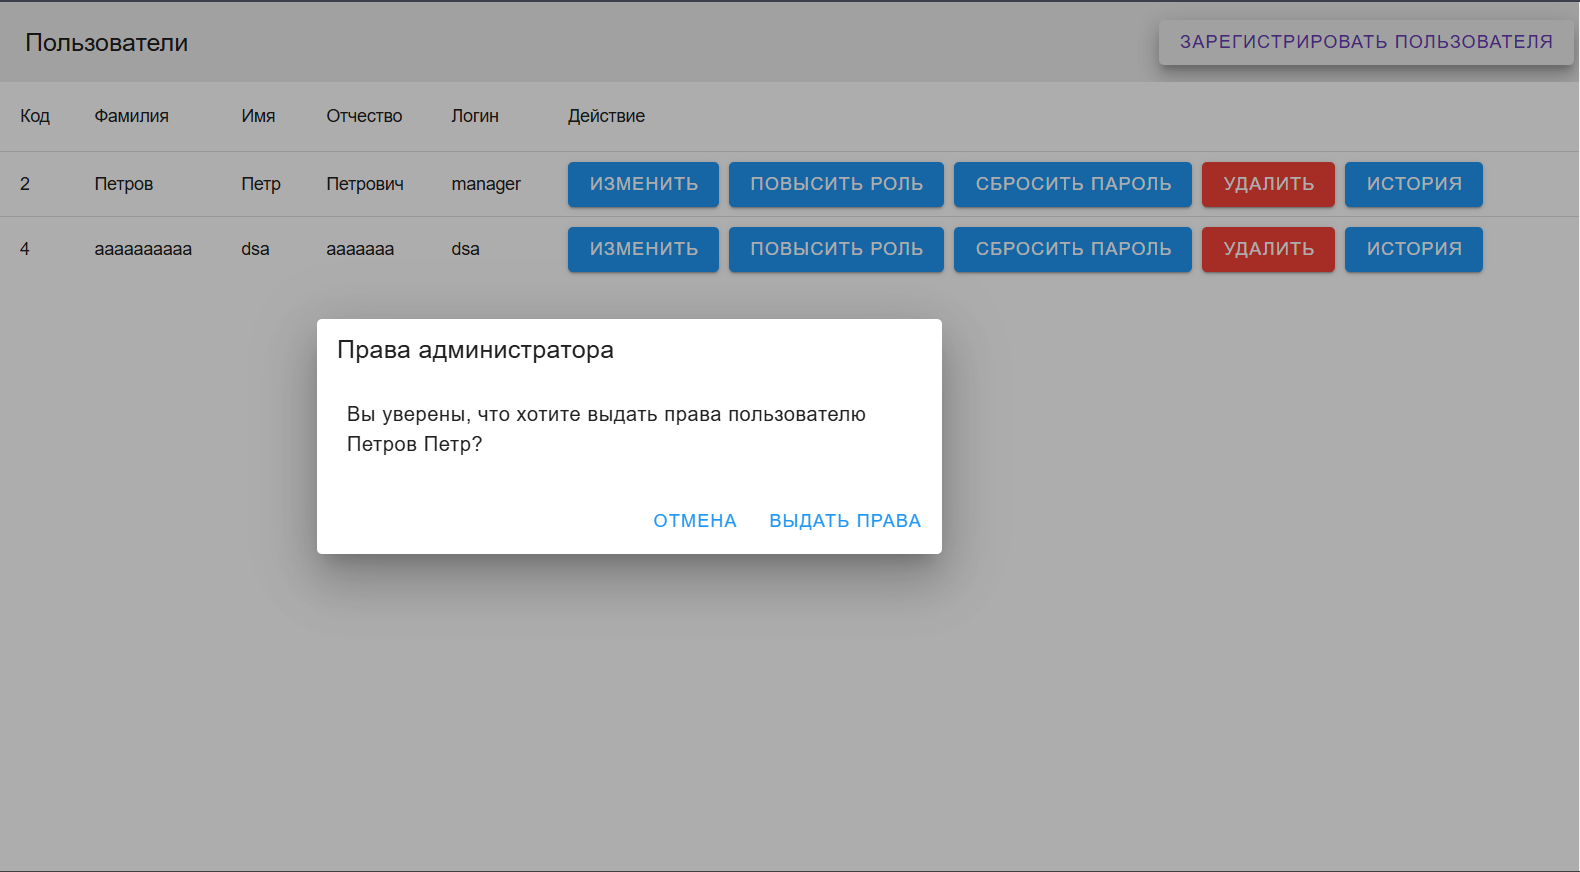 Пользователи
ЗАРЕГИСТРИРОВАТЬ ПОЛЬЗОВАТЕЛЯ
Код Фамилия Имя Отчество Логин Действие
2 Петров Петр Петрович manager ИЗМЕНИТЬ ПОВЫСИТЬ РОЛЬ СБРОСИТЬ ПАРОЛЬ УДАЛИТЬ ИСТОРИЯ
4 aaaaaaaaaa dsa aaaaaaa dsa ИЗМЕНИТЬ ПОВЫСИТЬ РОЛЬ СБРОСИТЬ ПАРОЛЬ УДАЛИТЬ ИСТОРИЯ
Права администратора
Вы уверены, что хотите выдать права пользователю
Петров Петр?
ОТМЕНА ВЫДАТЬ ПРАВА